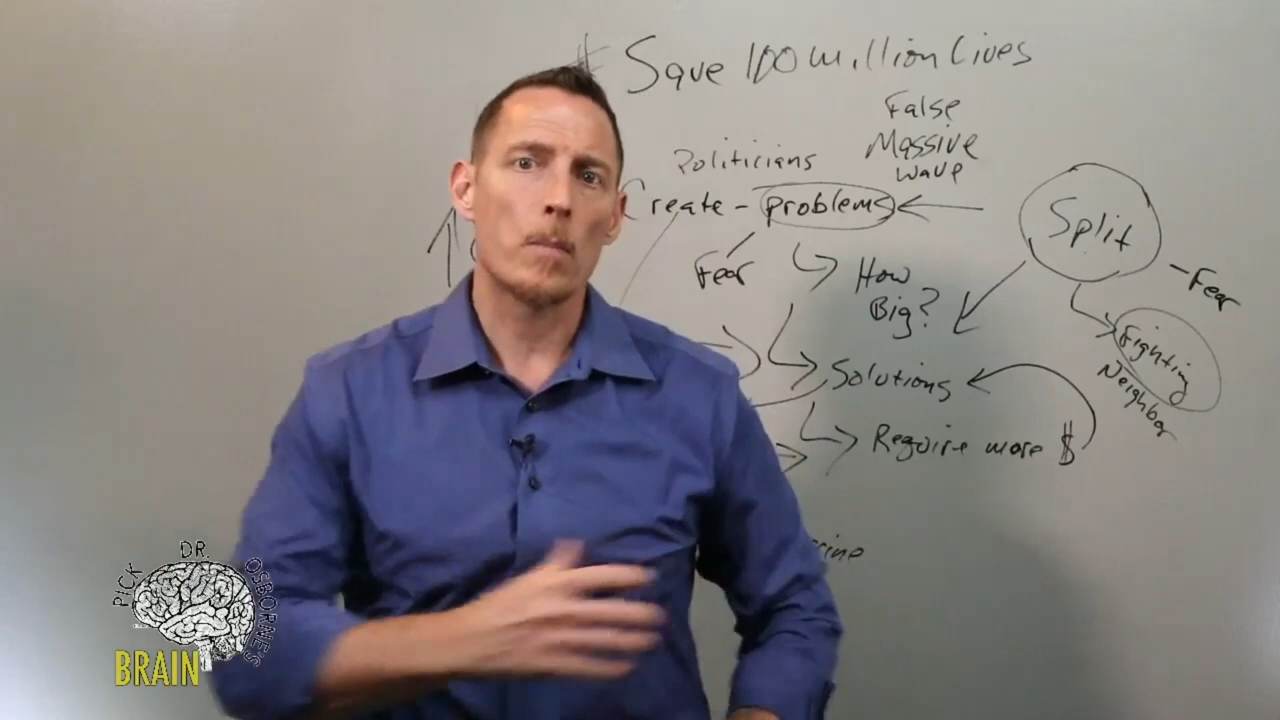 # Save 100 million Lives
False
Massive
wave
Politicians
Create - problems
Split
Fear
How
Big?
- Fear
Fighting
Neighbor
Solutions
Require more $
PICK DR. OSBORNE'S
BRAIN